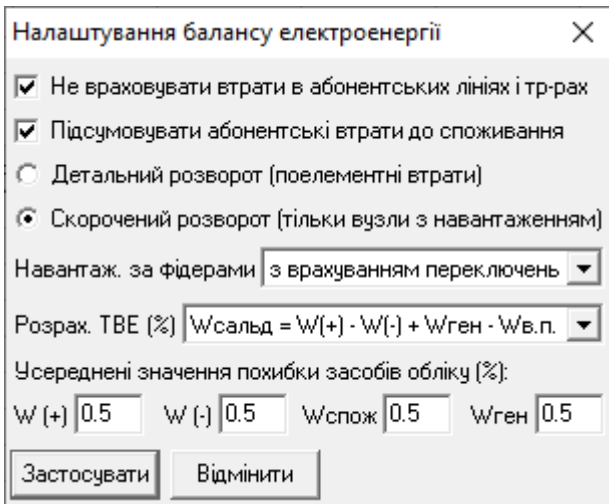 Налаштування балансу електроенергії
Не враховувати втрати в абонентських лініях і тр-рах
Підсумовувати абонентські втрати до споживання
Детальний розворот (поелементні втрати)
Скорочений розворот (тільки вузли з навантаженням)
Навантаж. за фідерами з врахуванням переключень
Розрах. ТВЕ (%) Wсальд = W(+) - W(-) + Wген - Wв.п.
Усереднені значення похибки засобів обліку (%):
W (+) 0.5 W (-) 0.5 Wспож 0.5 Wген 0.5
Застосувати Відмінити